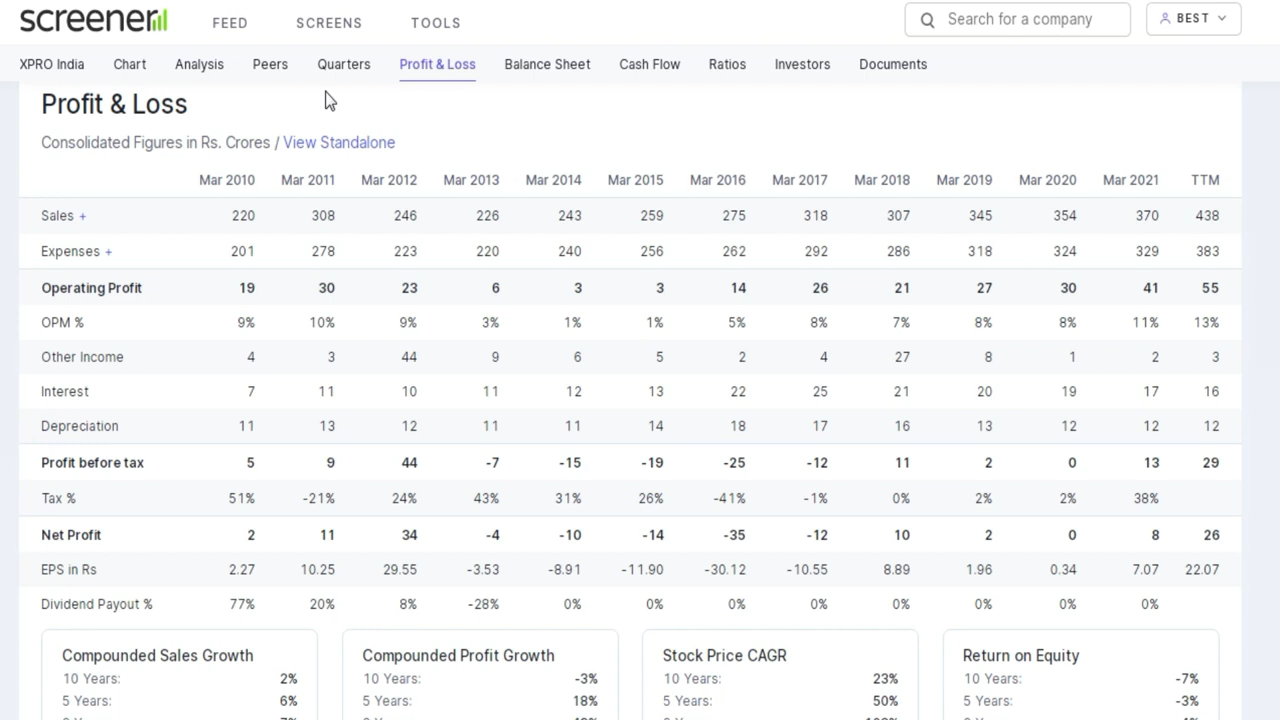 screener FEED SCREENS TOOLS Search for a company BEST
XPRO India Chart Analysis Peers Quarters Profit & Loss Balance Sheet Cash Flow Ratios Investors Documents
Profit & Loss
Consolidated Figures in Rs. Crores / View Standalone
Mar 2010 Mar 2011 Mar 2012 Mar 2013 Mar 2014 Mar 2015 Mar 2016 Mar 2017 Mar 2018 Mar 2019 Mar 2020 Mar 2021 TTM
Sales + 220 308 246 226 243 259 275 318 307 345 354 370 438
Expenses + 201 278 223 220 240 256 262 292 286 318 324 329 383
Operating Profit 19 30 23 6 3 3 14 26 21 27 30 41 55
OPM % 9% 10% 9% 3% 1% 1% 5% 8% 7% 8% 8% 11% 13%
Other Income 4 3 44 9 6 5 2 4 27 8 1 2 3
Interest 7 11 10 11 12 13 22 25 21 20 19 17 16
Depreciation 11 13 12 11 11 14 18 17 16 13 12 12 12
Profit before tax 5 9 44 -7 -15 -19 -25 -12 11 2 0 13 29
Tax % 51% -21% 24% 43% 31% 26% -41% -1% 0% 2% 2% 38%
Net Profit 2 11 34 -4 -10 -14 -35 -12 10 2 0 8 26
EPS in Rs 2.27 10.25 29.55 -3.53 -8.91 -11.90 -30.12 -10.55 8.89 1.96 0.34 7.07 22.07
Dividend Payout % 77% 20% 8% -28% 0% 0% 0% 0% 0% 0% 0% 0%
Compounded Sales Growth Compounded Profit Growth Stock Price CAGR Return on Equity
10 Years: 2% 10 Years: -3% 10 Years: 23% 10 Years: -7%
5 Years: 6% 5 Years: 18% 5 Years: 50% 5 Years: -3%